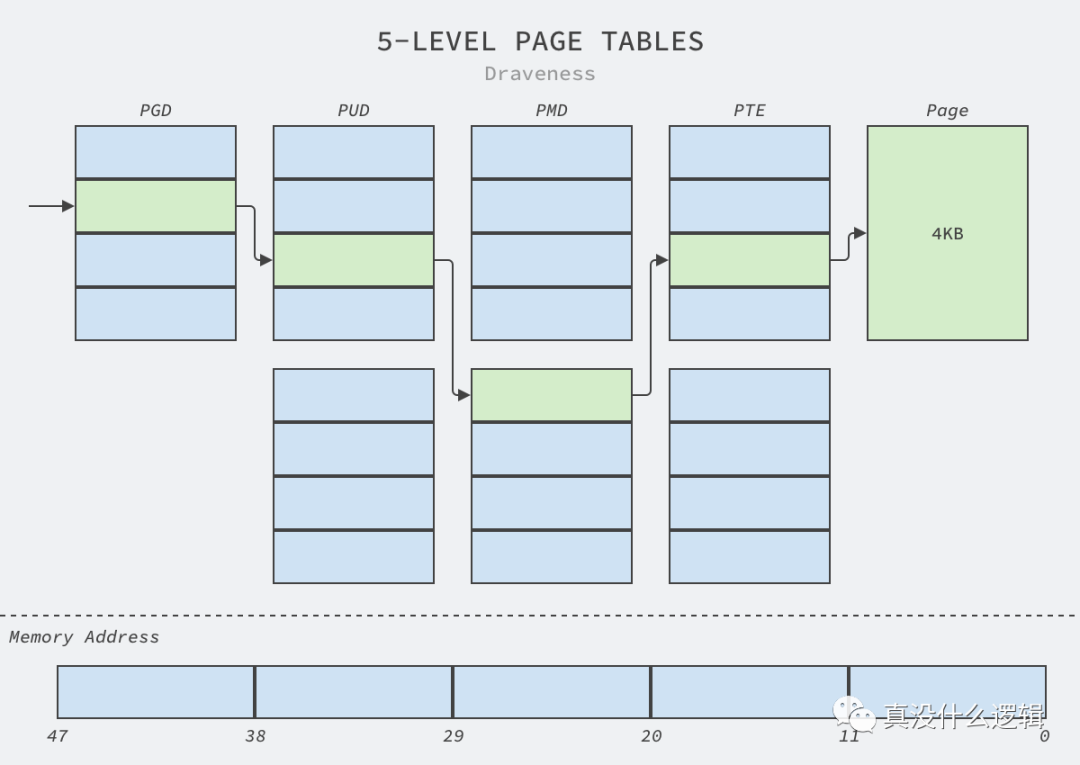 5-LEVEL PAGE TABLES
Draveness
PGD PUD PMD PTE Page
4KB
Memory Address
真没什么逻辑
47 38 29 20 11 0